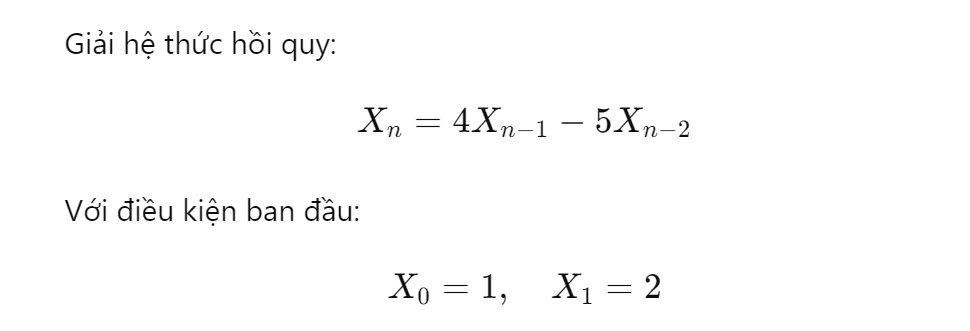 Giải hệ thức hồi quy:
Xₙ = 4Xₙ₋₁ − 5Xₙ₋₂
Với điều kiện ban đầu:
X₀ = 1, X₁ = 2